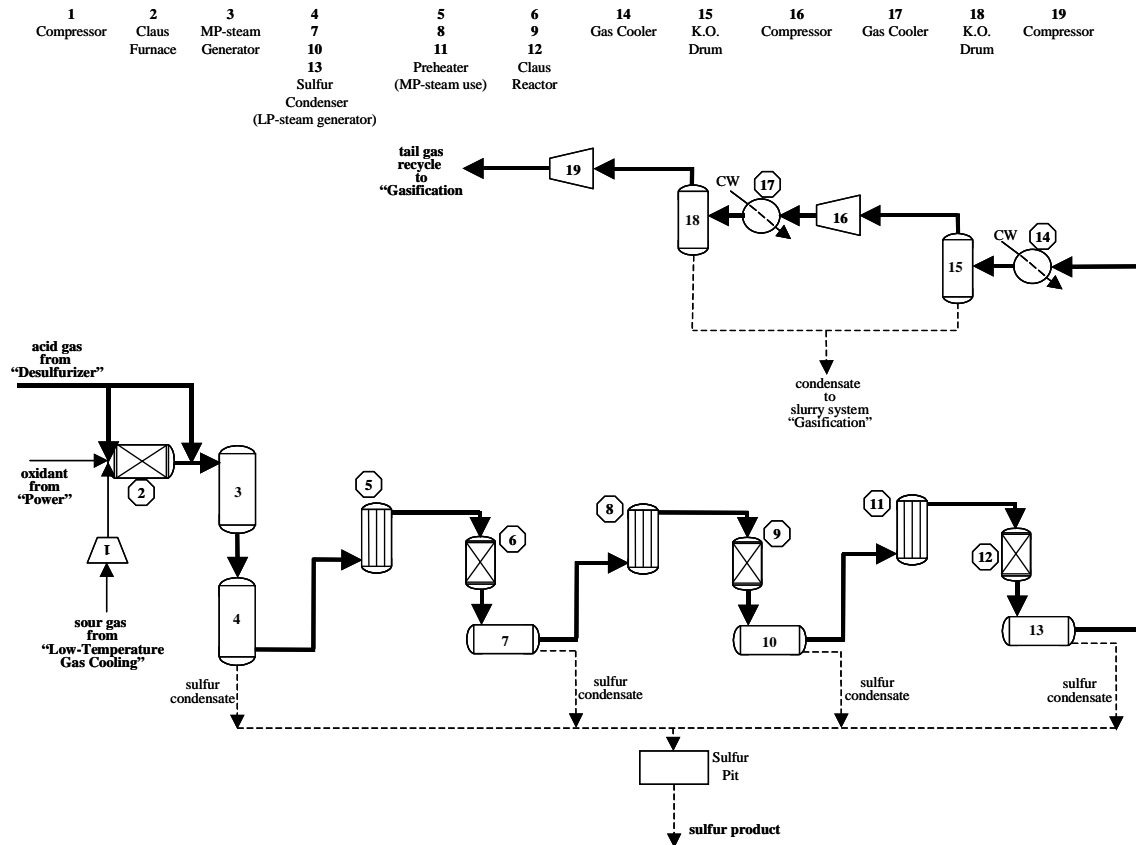 1
Compressor
2
Claus
Furnace
3
MP-steam
Generator
4
7
10
13
Sulfur
Condenser
(LP-steam generator)
5
8
11
Preheater
(MP-steam use)
6
9
12
Claus
Reactor
14
Gas Cooler
15
K.O.
Drum
16
Compressor
17
Gas Cooler
18
K.O.
Drum
19
Compressor
tail gas
recycle
to
“Gasification
19
18
CW
17
16
15
CW
14
condensate
to
slurry system
"Gasification"
acid gas
from
“Desulfurizer”
oxidant
from
“Power”
2
1
sour gas
from
“Low-Temperature
Gas Cooling”
3
4
5
6
7
8
9
10
11
12
13
sulfur
condensate
sulfur
condensate
sulfur
condensate
sulfur
condensate
Sulfur
Pit
sulfur product